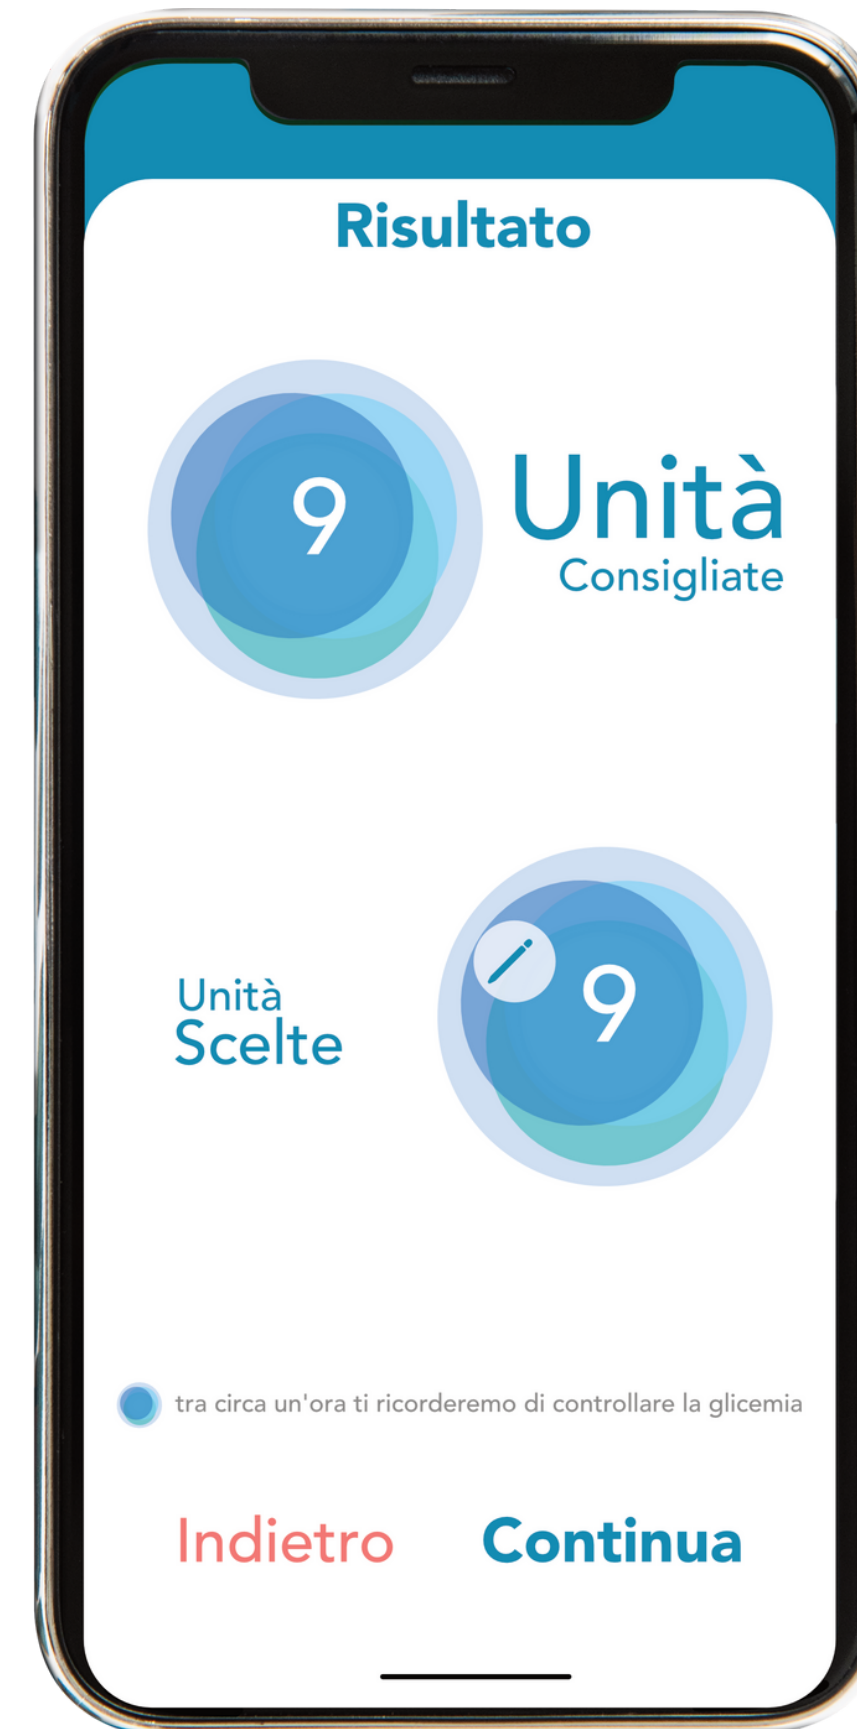 Risultato
9
Unità
Consigliate
Unità
Scelte
9
tra circa un'ora ti ricorderemo di controllare la glicemia
Indietro
Continua